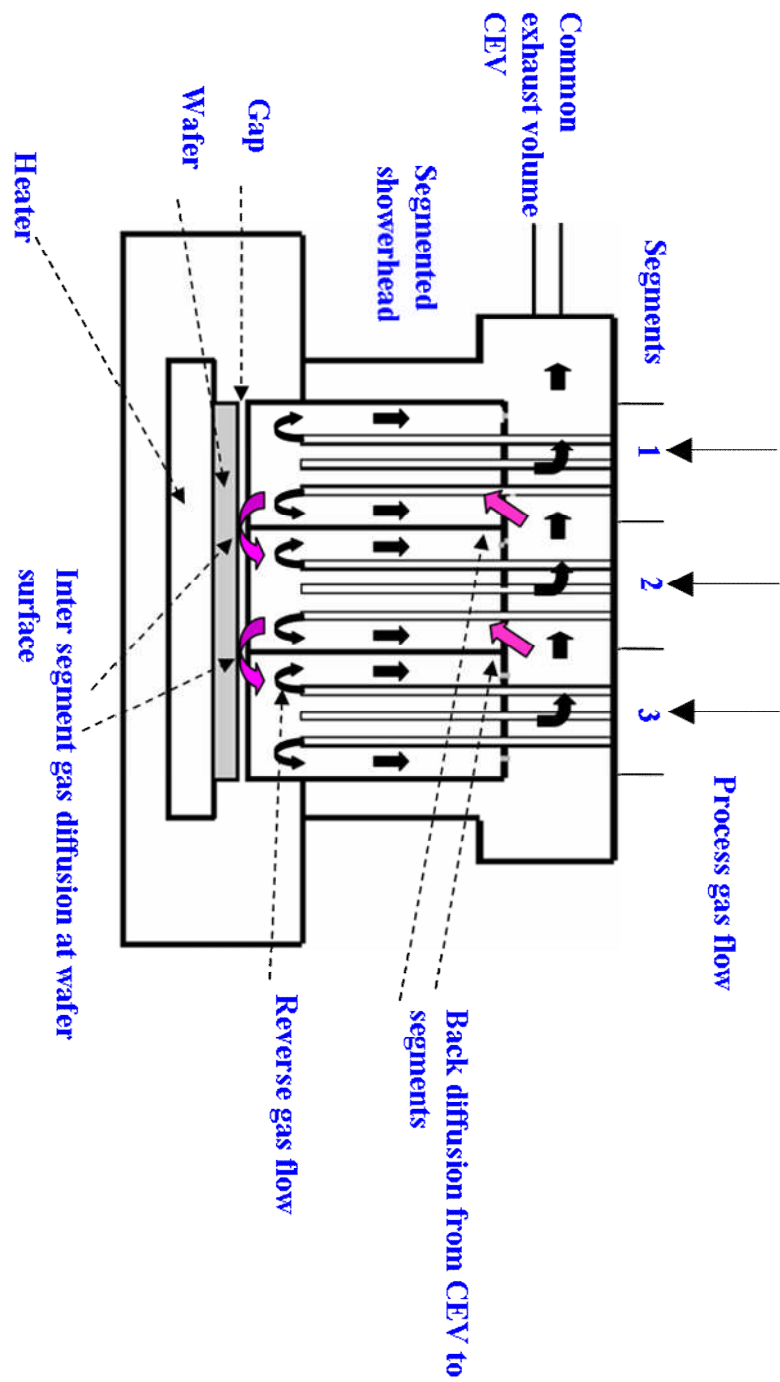 Process gas flow
Segments
1
2
3
Common
exhaust volume
CEV
Segmented
showerhead
Back diffusion from CEV to
segments
Gap
Wafer
Heater
Reverse gas flow
Inter segment gas diffusion at wafer
surface